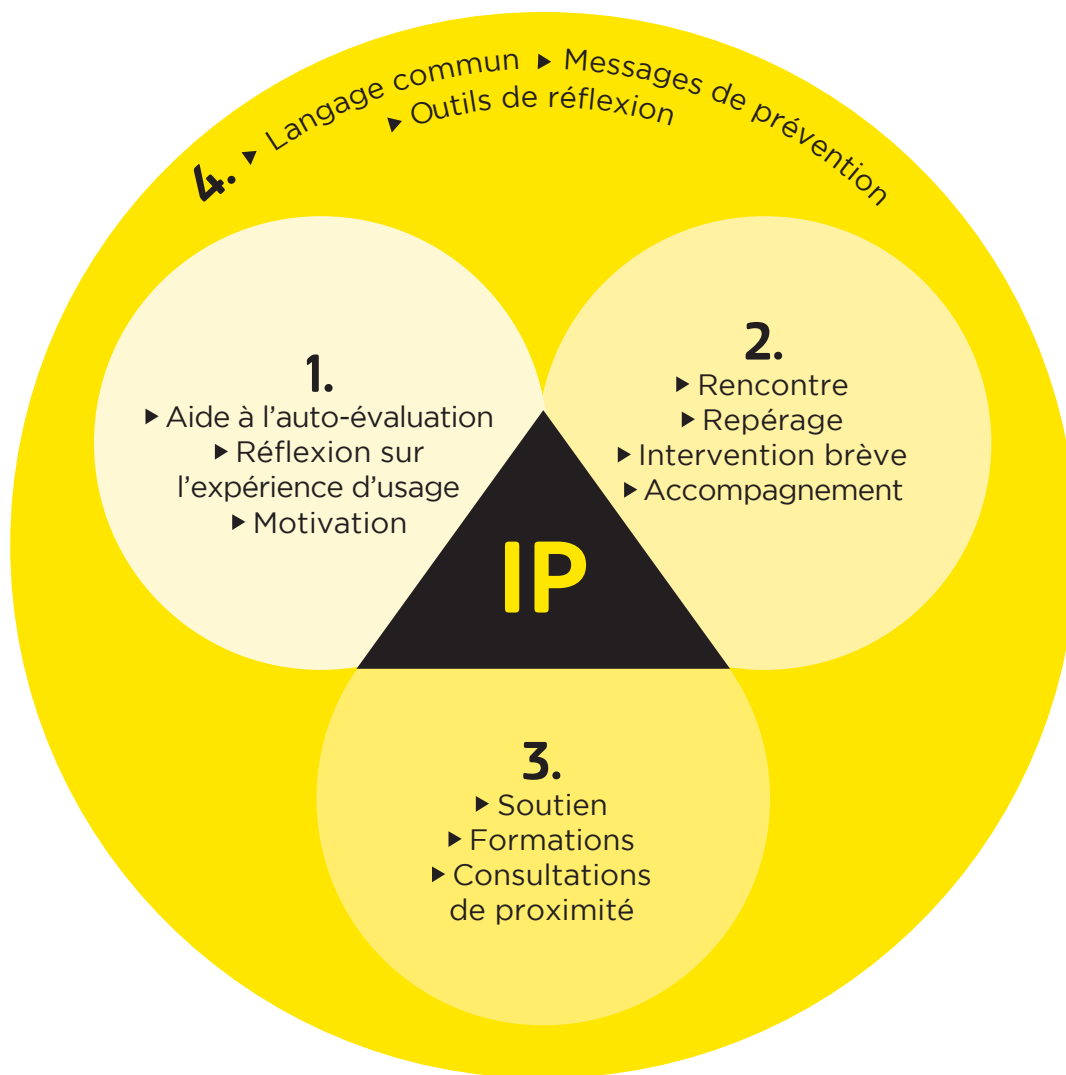 4. ▶ Langage commun ▶ Messages de prévention
▶ Outils de réflexion
1.
▶ Aide à l’auto-évaluation
▶ Réflexion sur
l’expérience d’usage
▶ Motivation
2.
▶ Rencontre
▶ Repérage
▶ Intervention brève
▶ Accompagnement
IP
3.
▶ Soutien
▶ Formations
▶ Consultations
de proximité